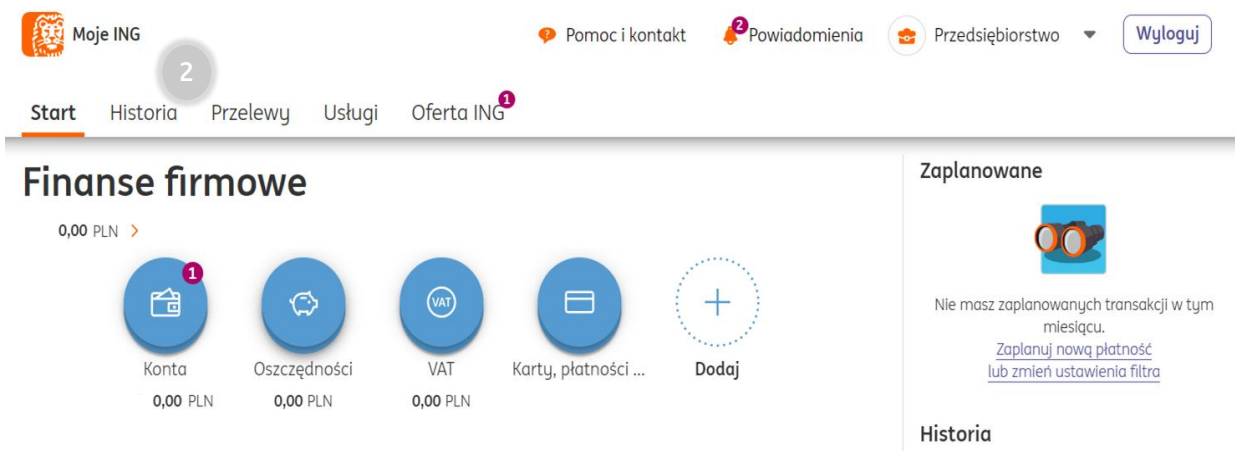 Moje ING
Pomoc i kontakt
2
Powiadomienia
Przedsiębiorstwo
Wyloguj
2
Start Historia Przelewy Usługi Oferta ING
1
Finanse firmowe
0,00 PLN
1
VAT
Konta
0,00 PLN
Oszczędności
0,00 PLN
VAT
0,00 PLN
Karty, płatności ...
Dodaj
Zaplanowane
Nie masz zaplanowanych transakcji w tym
miesiącu.
Zaplanuj nową płatność
lub zmień ustawienia filtra
Historia